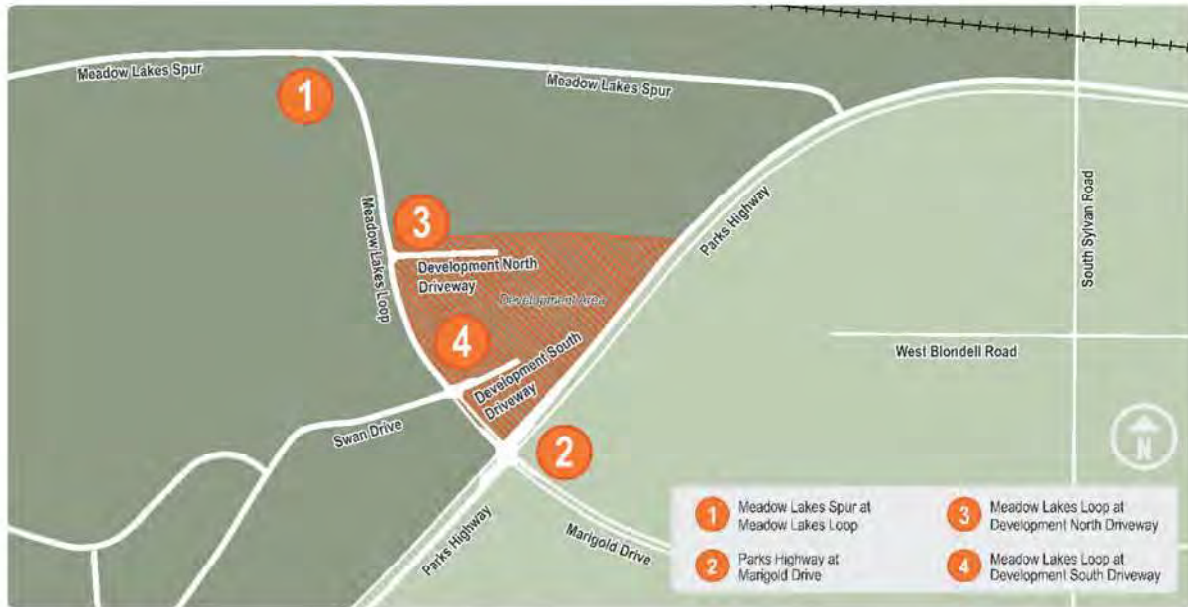 Meadow Lakes Spur
1
Meadow Lakes Spur
Meadow Lakes Loop
3
Development North
Driveway
Development Area
Parks Highway
South Sylvan Road
4
Development South
Driveway
West Blondell Road
Swan Drive
2
N
Parks Highway
Marigold Drive
1 Meadow Lakes Spur at
Meadow Lakes Loop
2 Parks Highway at
Marigold Drive
3 Meadow Lakes Loop at
Development North Driveway
4 Meadow Lakes Loop at
Development South Driveway